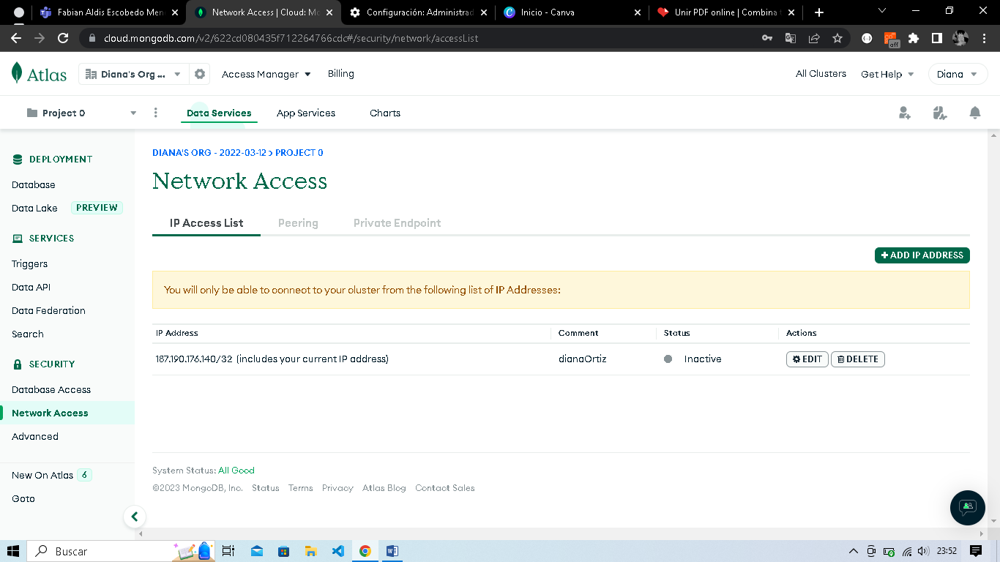 Fabian Aldis Escobedo Men
Network Access | Cloud: Mo
Configuración: Administrad
Inicio - Canva
Unir PDF online | Combina
cloud.mongodb.com/v2/622cd080435f712264766cdc#/security/network/accessList
off
Atlas
Diana's Org ...
Access Manager
Billing
All Clusters
Get Help
Diana
Project 0
Data Services
App Services
Charts
DEPLOYMENT
Database
Data Lake
PREVIEW
SERVICES
Triggers
Data API
Data Federation
Search
SECURITY
Database Access
Network Access
Advanced
New On Atlas
6
Goto
DIANA'S ORG - 2022-03-12 > PROJECT 0
Network Access
IP Access List
Peering
Private Endpoint
+ ADD IP ADDRESS
You will only be able to connect to your cluster from the following list of IP Addresses:
IP Address
Comment
Status
Actions
187.190.176.140/32 (includes your current IP address)
dianaOrtiz
Inactive
EDIT
DELETE
System Status: All Good
©2023 MongoDB, Inc. Status Terms Privacy Atlas Blog Contact Sales
Buscar
23:52